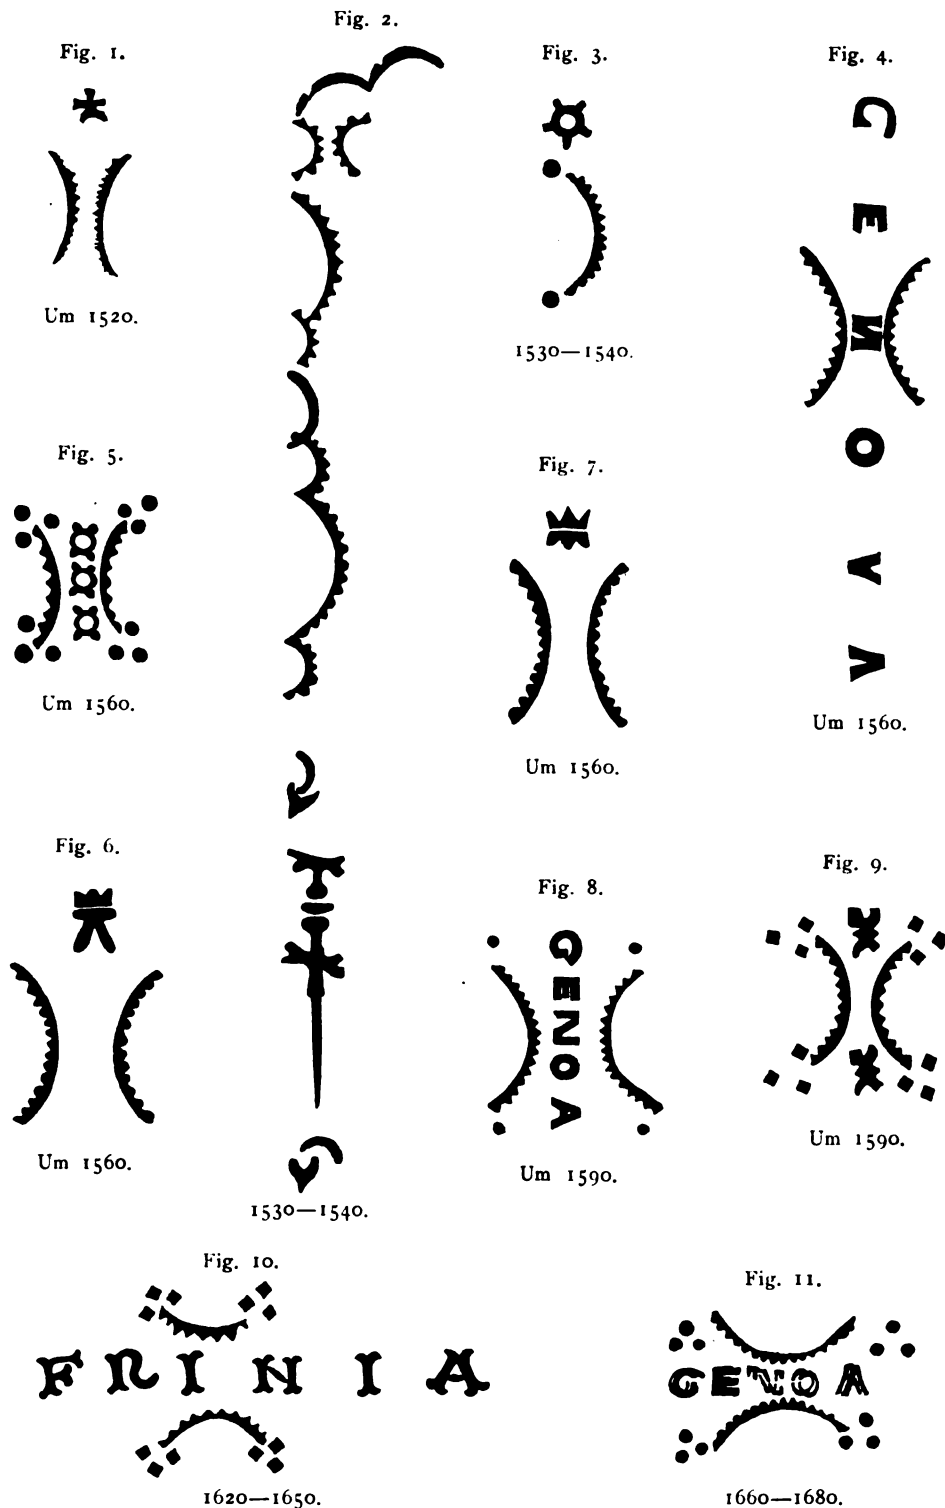 Fig. 1.
Um 1520.
Fig. 2.
1530—1540.
Fig. 3.
1530—1540.
Fig. 4.
GENOVA
Um 1560.
Fig. 5.
Um 1560.
Fig. 6.
Um 1560.
Fig. 7.
Um 1560.
Fig. 8.
GENOA
Um 1590.
Fig. 9.
Um 1590.
Fig. 10.
FRINIA
1620—1650.
Fig. 11.
GENOA
1660—1680.